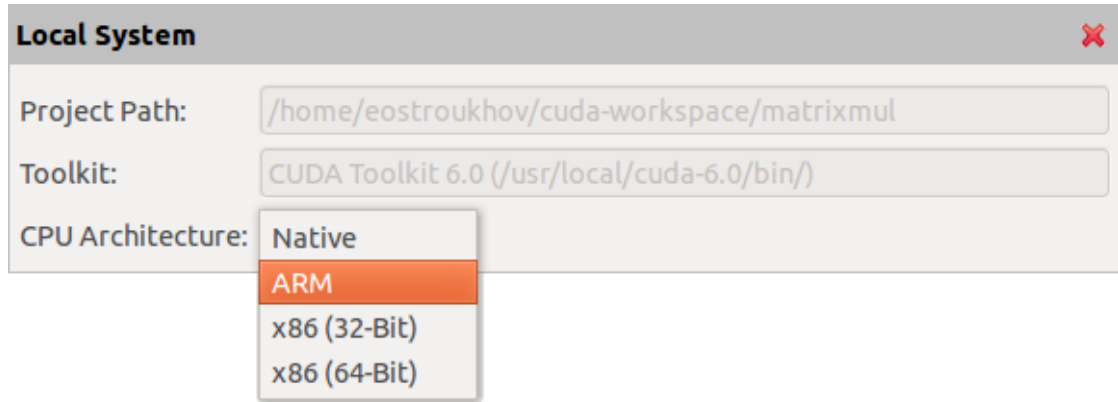 Local System
Project Path: /home/eostroukhov/cuda-workspace/matrixmul
Toolkit: CUDA Toolkit 6.0 (/usr/local/cuda-6.0/bin/)
CPU Architecture: Native
ARM
x86 (32-Bit)
x86 (64-Bit)